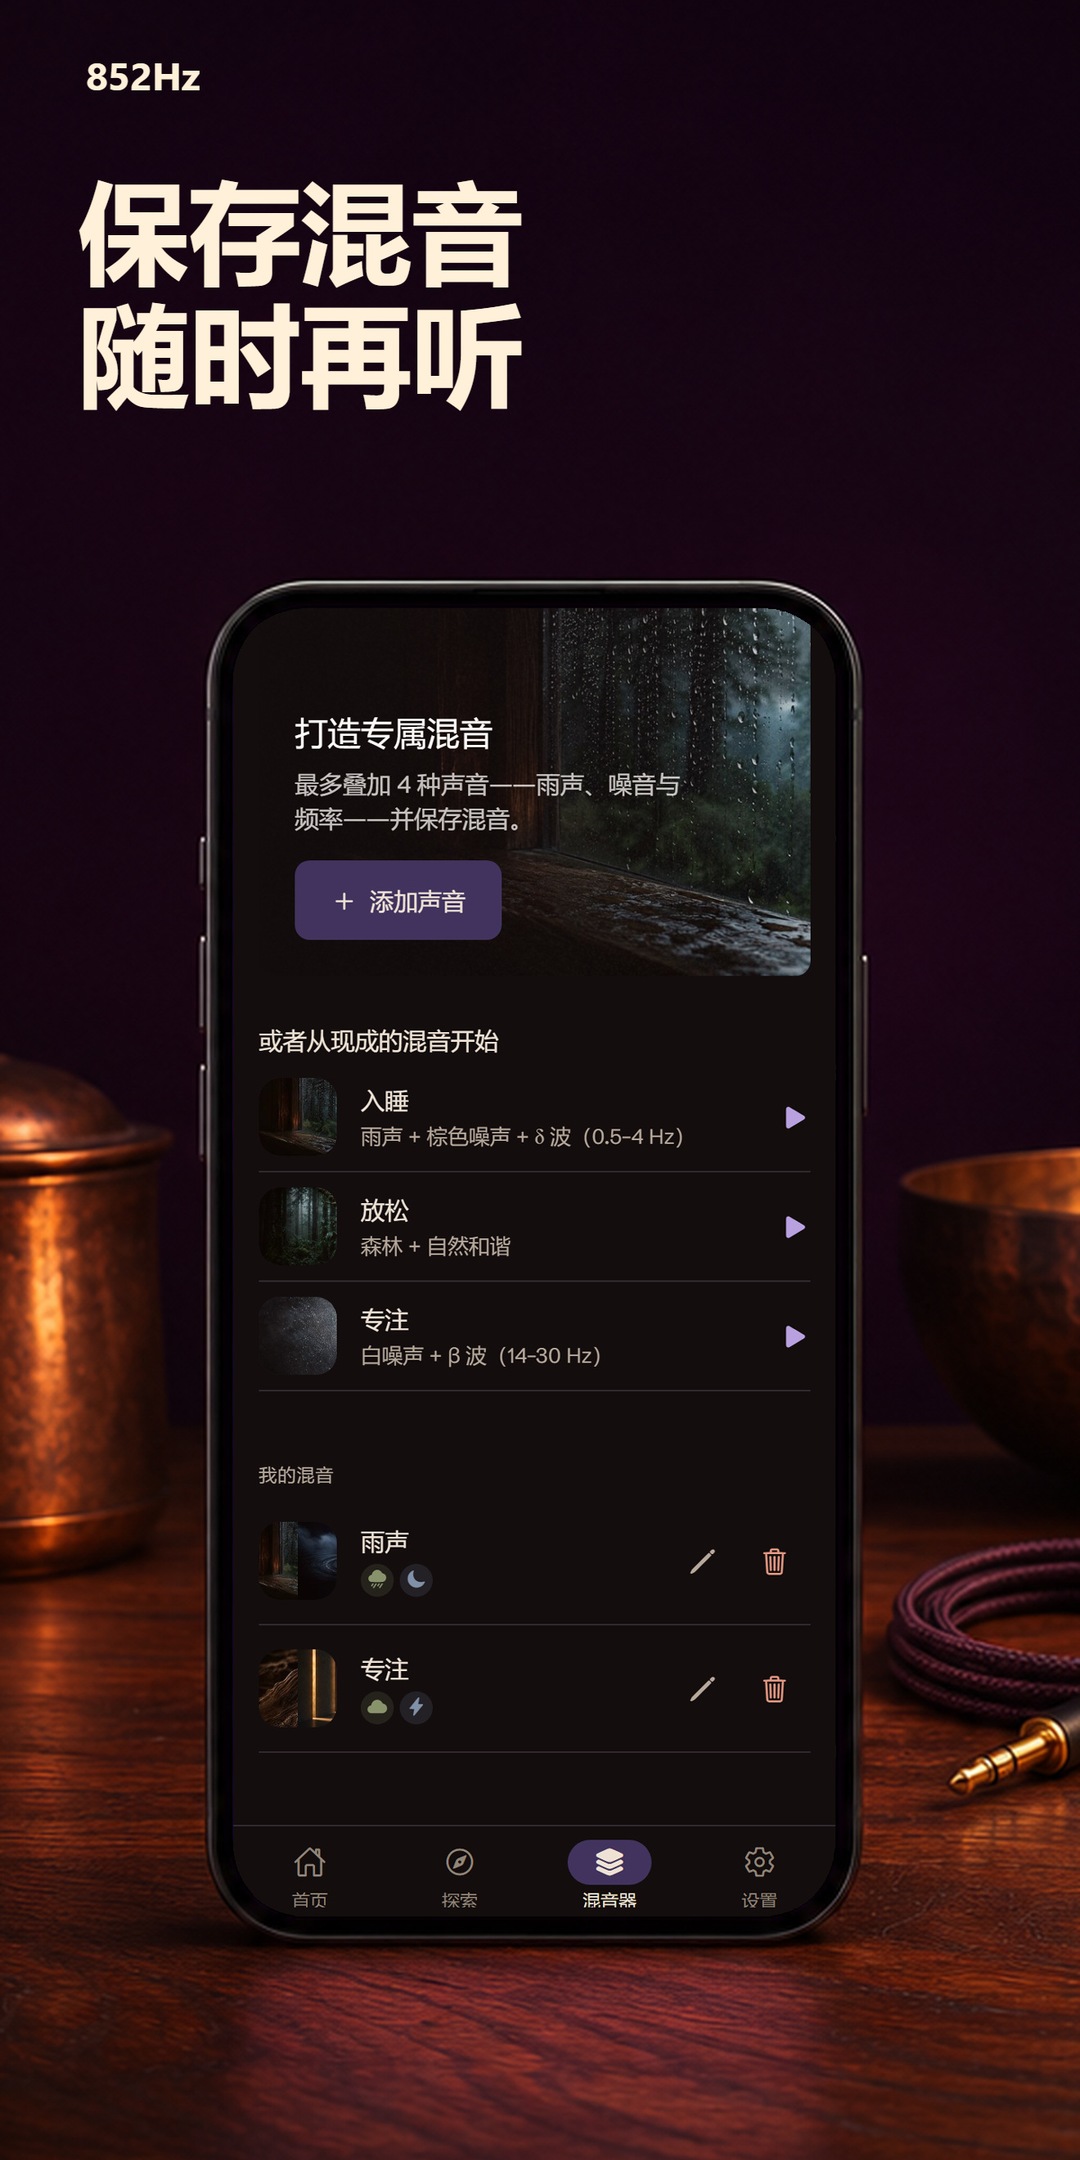 852Hz
保存混音
随时再听
打造专属混音
最多叠加 4 种声音——雨声、噪音与
频率——并保存混音。
+ 添加声音
或者从现成的混音开始
入睡
雨声 + 棕色噪声 + δ 波（0.5-4 Hz）
放松
森林 + 自然和谐
专注
白噪声 + β 波（14-30 Hz）
我的混音
雨声
专注
首页
探索
混音器
设置